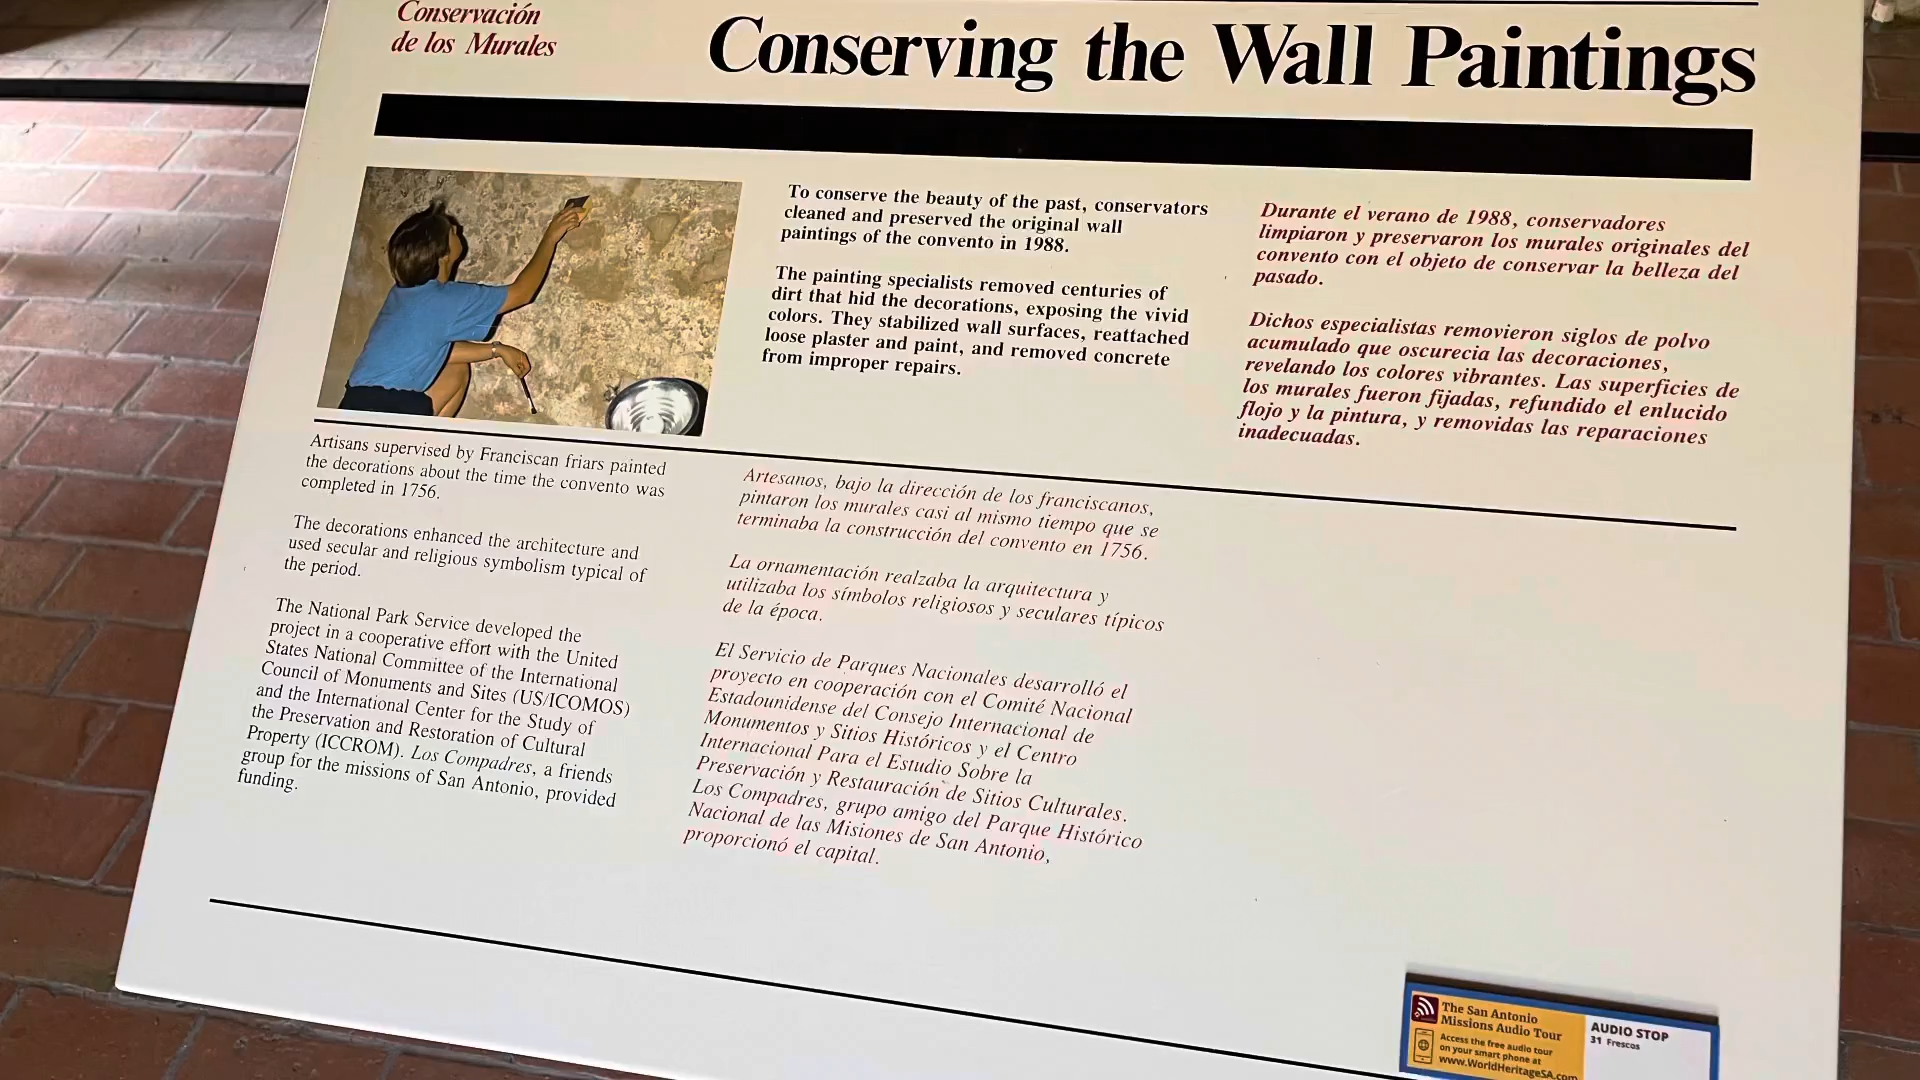 Conservación
de los Murales
Conserving the Wall Paintings
To conserve the beauty of the past, conservators
cleaned and preserved the original wall
paintings of the convento in 1988.
The painting specialists removed centuries of
dirt that hid the decorations, exposing the vivid
colors. They stabilized wall surfaces, reattached
loose plaster and paint, and removed concrete
from improper repairs.
Durante el verano de 1988, conservadores
limpiaron y preservaron los murales originales del
convento con el objeto de conservar la belleza del
pasado.
Dichos especialistas removieron siglos de polvo
acumulado que oscurecia las decoraciones,
revelando los colores vibrantes. Las superficies de
los murales fueron fijadas, refundido el enlucido
flojo y la pintura, y removidas las reparaciones
inadecuadas.
Artisans supervised by Franciscan friars painted
the decorations about the time the convento was
completed in 1756.
The decorations enhanced the architecture and
used secular and religious symbolism typical of
the period.
The National Park Service developed the
project in a cooperative effort with the United
States National Committee of the International
Council of Monuments and Sites (US/ICOMOS)
and the International Center for the Study of
the Preservation and Restoration of Cultural
Property (ICCROM). Los Compadres, a friends
group for the missions of San Antonio, provided
funding.
Artesanos, bajo la dirección de los franciscanos,
pintaron los murales casi al mismo tiempo que se
terminaba la construcción del convento en 1756.
La ornamentación realzaba la arquitectura y
utilizaba los símbolos religiosos y seculares típicos
de la época.
El Servicio de Parques Nacionales desarrolló el
proyecto en cooperación con el Comité Nacional
Estadounidense del Consejo Internacional de
Monumentos y Sitios Históricos y el Centro
Internacional Para el Estudio Sobre la
Preservación y Restauración de Sitios Culturales.
Los Compadres, grupo amigo del Parque Histórico
Nacional de las Misiones de San Antonio,
proporcionó el capital.
The San Antonio
Missions Audio Tour
Access the free audio tour
on your smart phone at
www.WorldHeritageSA.com
AUDIO STOP
31 Frescos